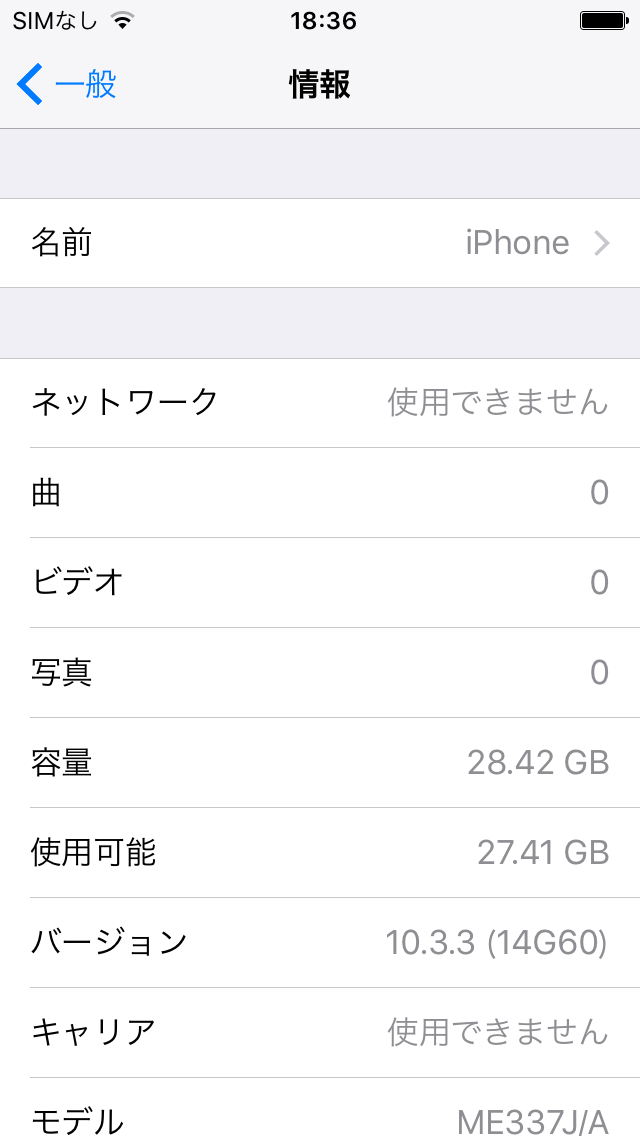 SIMなし 18:36
一般 情報
名前 iPhone
ネットワーク 使用できません
曲 0
ビデオ 0
写真 0
容量 28.42 GB
使用可能 27.41 GB
バージョン 10.3.3 (14G60)
キャリア 使用できません
モデル ME337J/A